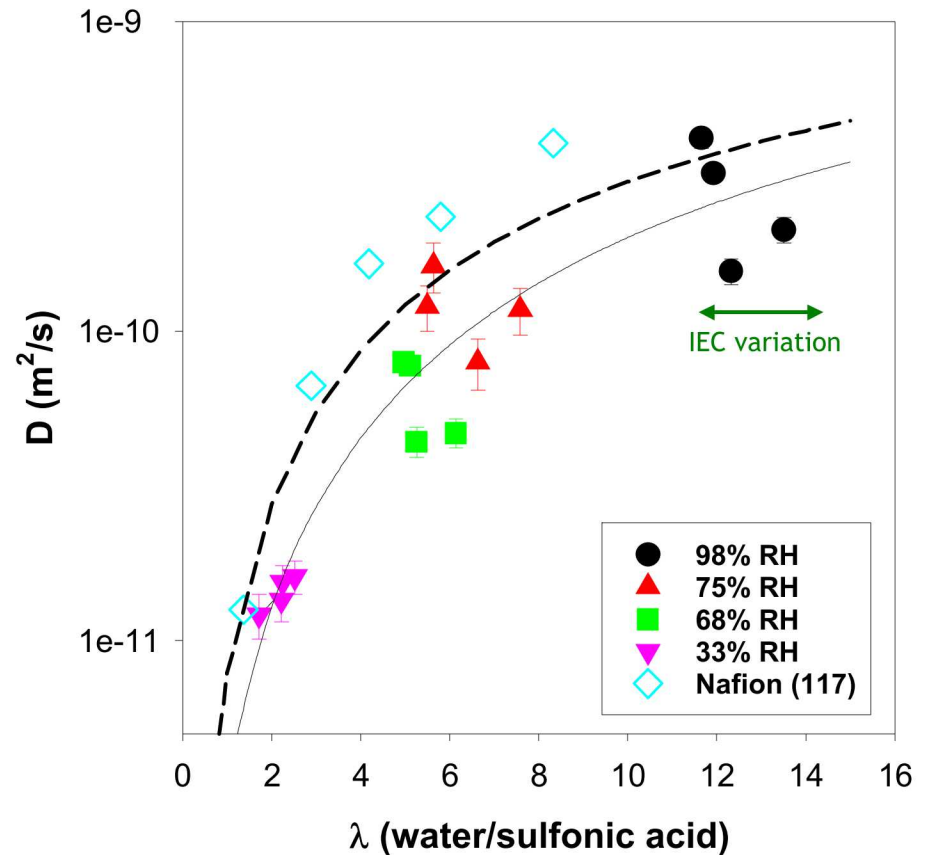 1e-9
1e-10
1e-11
D (m²/s)
IEC variation
98% RH
75% RH
68% RH
33% RH
Nafion (117)
0 2 4 6 8 10 12 14 16
λ (water/sulfonic acid)